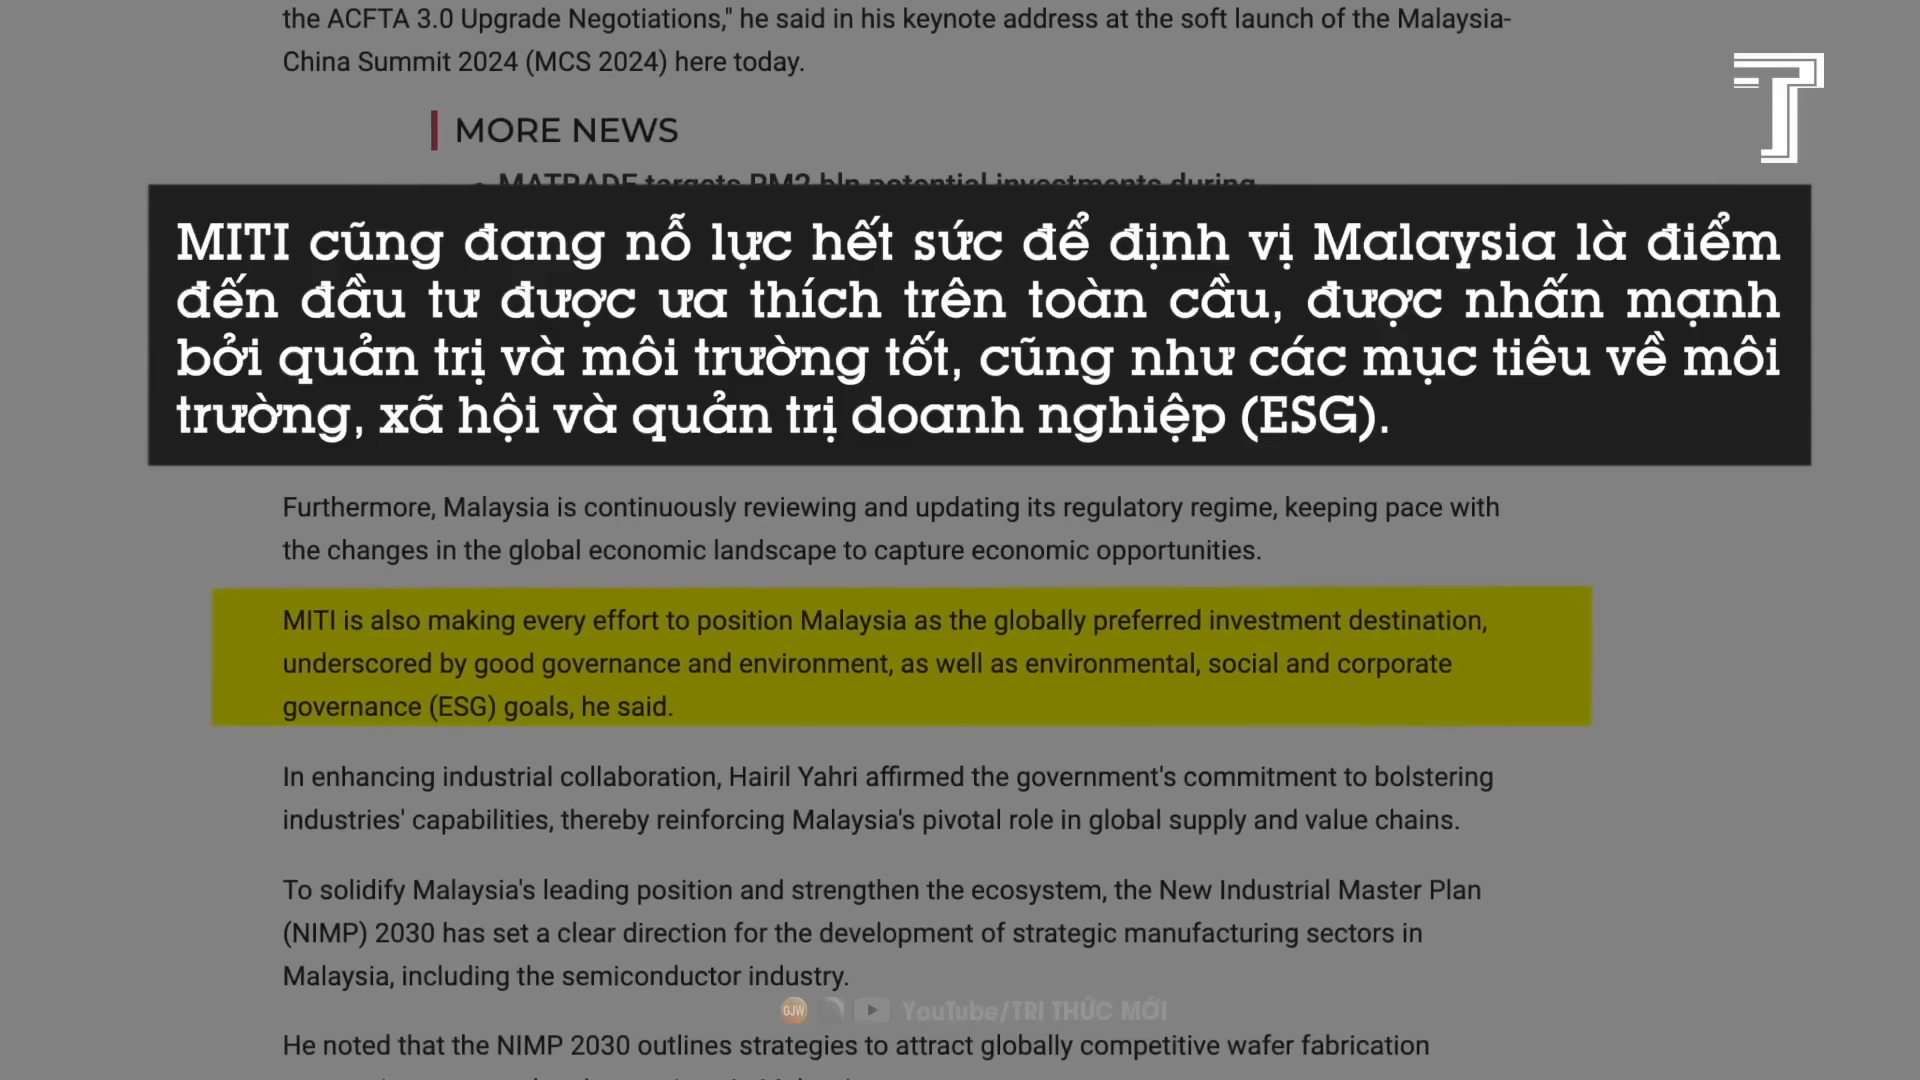 the ACFTA 3.0 Upgrade Negotiations," he said in his keynote address at the soft launch of the Malaysia-
China Summit 2024 (MCS 2024) here today.
MORE NEWS
MATRADE targets RM2 bln potential investments during
MITI cũng đang nỗ lực hết sức để định vị Malaysia là điểm
đến đầu tư được ưa thích trên toàn cầu, được nhấn mạnh
bởi quản trị và môi trường tốt, cũng như các mục tiêu về môi
trường, xã hội và quản trị doanh nghiệp (ESG).
Furthermore, Malaysia is continuously reviewing and updating its regulatory regime, keeping pace with
the changes in the global economic landscape to capture economic opportunities.
MITI is also making every effort to position Malaysia as the globally preferred investment destination,
underscored by good governance and environment, as well as environmental, social and corporate
governance (ESG) goals, he said.
In enhancing industrial collaboration, Hairil Yahri affirmed the government's commitment to bolstering
industries' capabilities, thereby reinforcing Malaysia's pivotal role in global supply and value chains.
To solidify Malaysia's leading position and strengthen the ecosystem, the New Industrial Master Plan
(NIMP) 2030 has set a clear direction for the development of strategic manufacturing sectors in
Malaysia, including the semiconductor industry.
GJW YouTube/TRI THỨC MỚI
He noted that the NIMP 2030 outlines strategies to attract globally competitive wafer fabrication